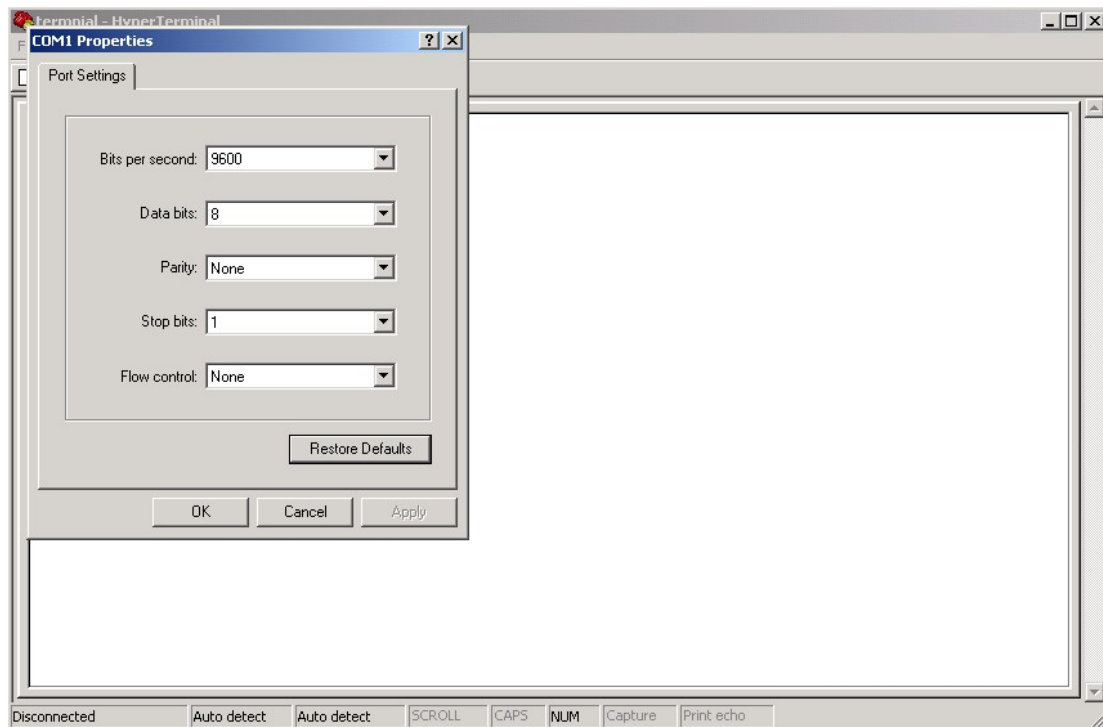 termpial - HyperTerminal
COM1 Properties
Port Settings
Bits per second: 9600
Data bits: 8
Parity: None
Stop bits: 1
Flow control: None
Restore Defaults
OK Cancel Apply
Disconnected Auto detect Auto detect SCROLL CAPS NUM Capture Print echo